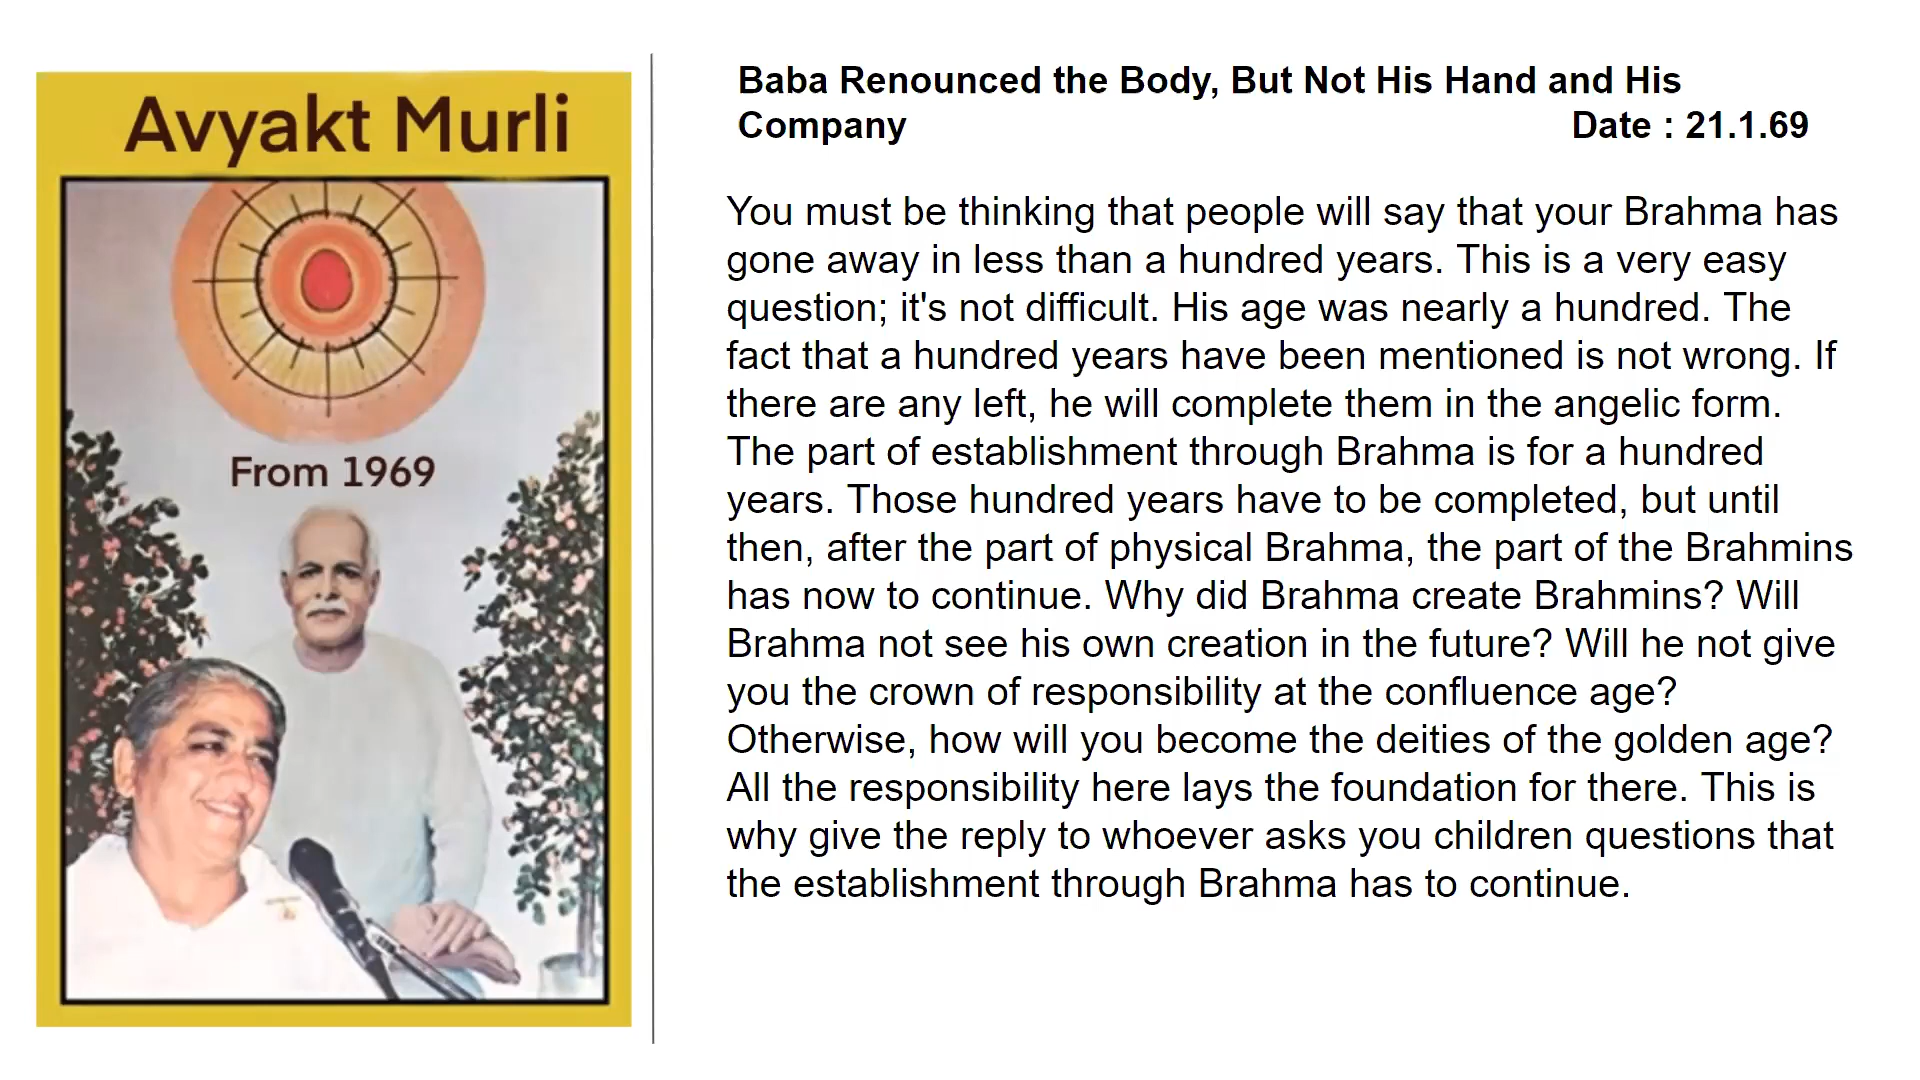 Avyakt Murli
From 1969
Baba Renounced the Body, But Not His Hand and His
Company Date : 21.1.69
You must be thinking that people will say that your Brahma has
gone away in less than a hundred years. This is a very easy
question; it's not difficult. His age was nearly a hundred. The
fact that a hundred years have been mentioned is not wrong. If
there are any left, he will complete them in the angelic form.
The part of establishment through Brahma is for a hundred
years. Those hundred years have to be completed, but until
then, after the part of physical Brahma, the part of the Brahmins
has now to continue. Why did Brahma create Brahmins? Will
Brahma not see his own creation in the future? Will he not give
you the crown of responsibility at the confluence age?
Otherwise, how will you become the deities of the golden age?
All the responsibility here lays the foundation for there. This is
why give the reply to whoever asks you children questions that
the establishment through Brahma has to continue.